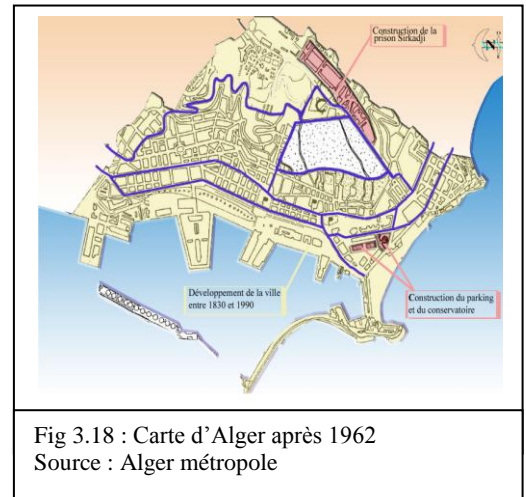 Construction de la
prison Sirkadji
N
Développement de la ville
entre 1830 et 1990
Construction du parking
et du conservatoire
Fig 3.18 : Carte d’Alger après 1962
Source : Alger métropole